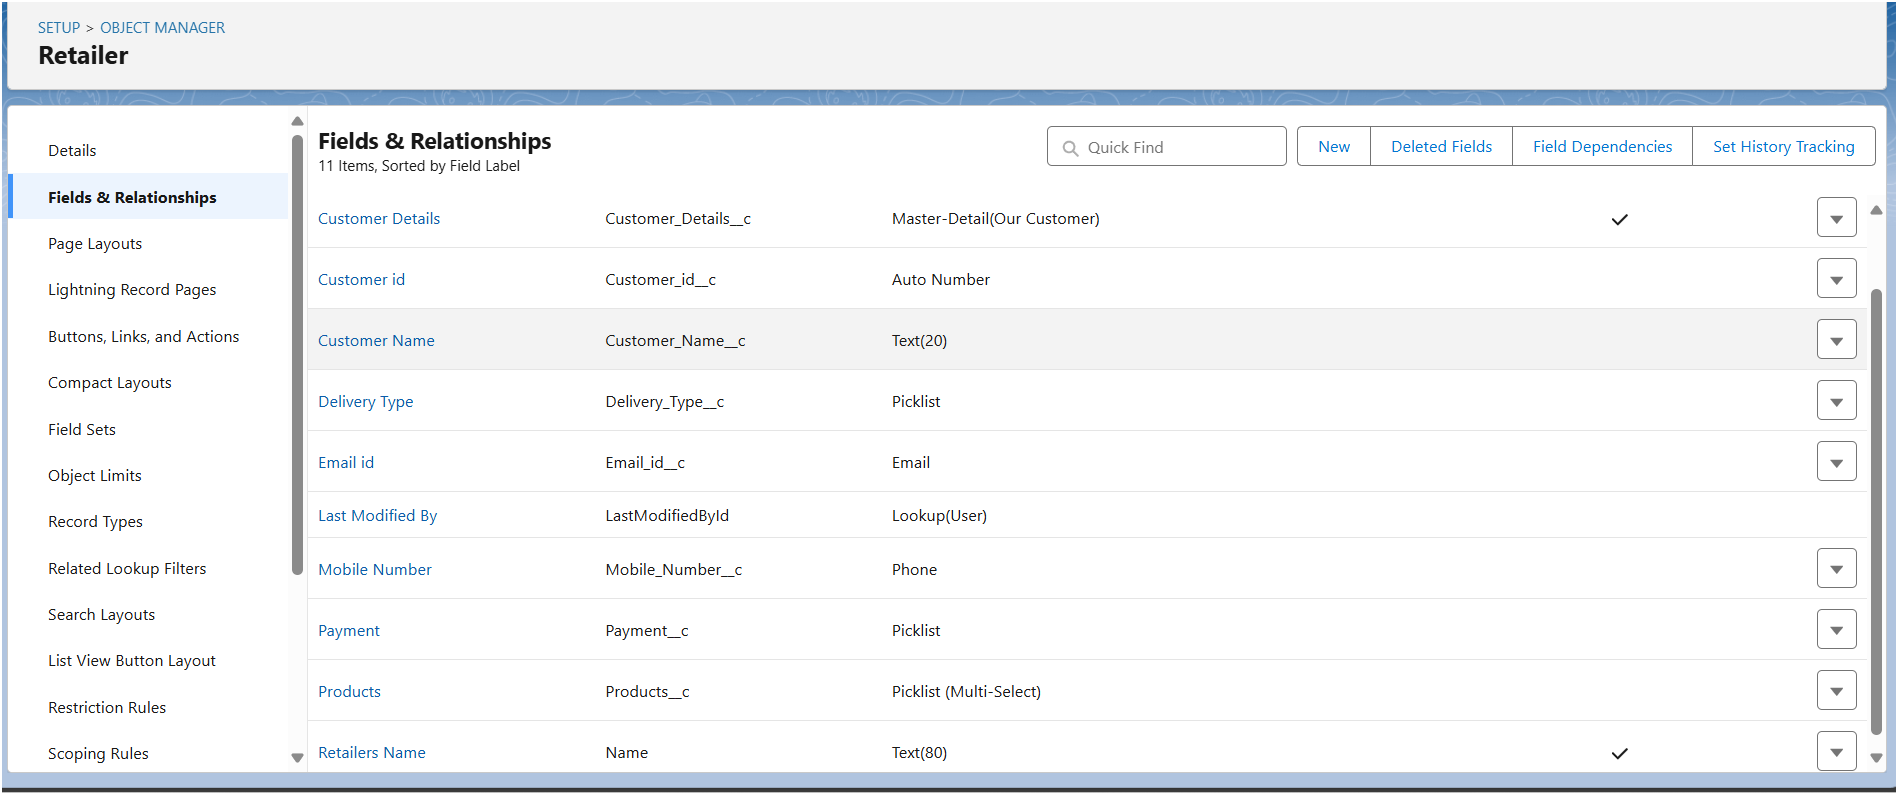 SETUP > OBJECT MANAGER
Retailer
Details
Fields & Relationships
Page Layouts
Lightning Record Pages
Buttons, Links, and Actions
Compact Layouts
Field Sets
Object Limits
Record Types
Related Lookup Filters
Search Layouts
List View Button Layout
Restriction Rules
Scoping Rules
Fields & Relationships
11 Items, Sorted by Field Label
Quick Find
New
Deleted Fields
Field Dependencies
Set History Tracking
Customer Details Customer_Details__c Master-Detail(Our Customer)
Customer id Customer_id__c Auto Number
Customer Name Customer_Name__c Text(20)
Delivery Type Delivery_Type__c Picklist
Email id Email_id__c Email
Last Modified By LastModifiedById Lookup(User)
Mobile Number Mobile_Number__c Phone
Payment Payment__c Picklist
Products Products__c Picklist (Multi-Select)
Retailers Name Name Text(80)